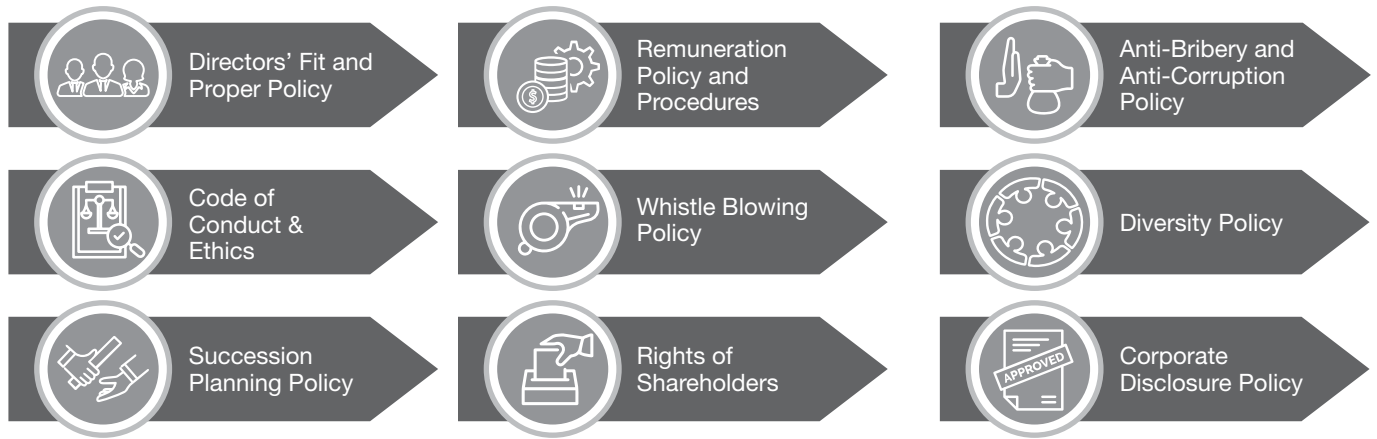 Directors’ Fit and
Proper Policy
Remuneration
Policy and
Procedures
Anti-Bribery and
Anti-Corruption
Policy
Code of
Conduct &
Ethics
Whistle Blowing
Policy
Diversity Policy
Succession
Planning Policy
Rights of
Shareholders
APPROVED
Corporate
Disclosure Policy
$